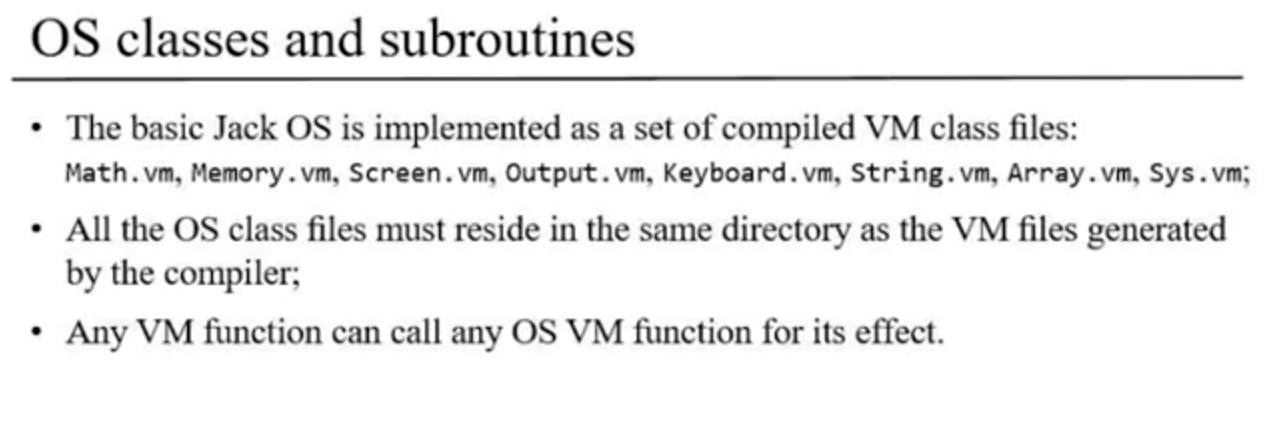 OS classes and subroutines
• The basic Jack OS is implemented as a set of compiled VM class files:
Math.vm, Memory.vm, Screen.vm, Output.vm, Keyboard.vm, String.vm, Array.vm, Sys.vm;
• All the OS class files must reside in the same directory as the VM files generated
by the compiler;
• Any VM function can call any OS VM function for its effect.